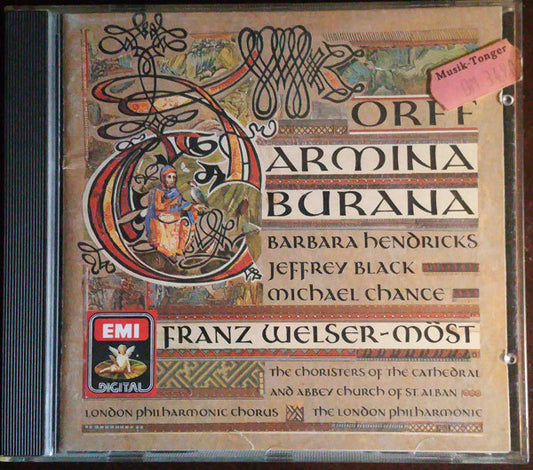 Musik-Tonger
ORFF
CARMINA
BURANA
BARBARA HENDRICKS
JEFFREY BLACK
MICHAEL CHANCE
FRANZ WELSER-MÖST
EMI
DIGITAL
THE CHORISTERS OF THE CATHEDRAL
AND ABBEY CHURCH OF ST. ALBAN
LONDON PHILHARMONIC CHORUS
THE LONDON PHILHARMONIC